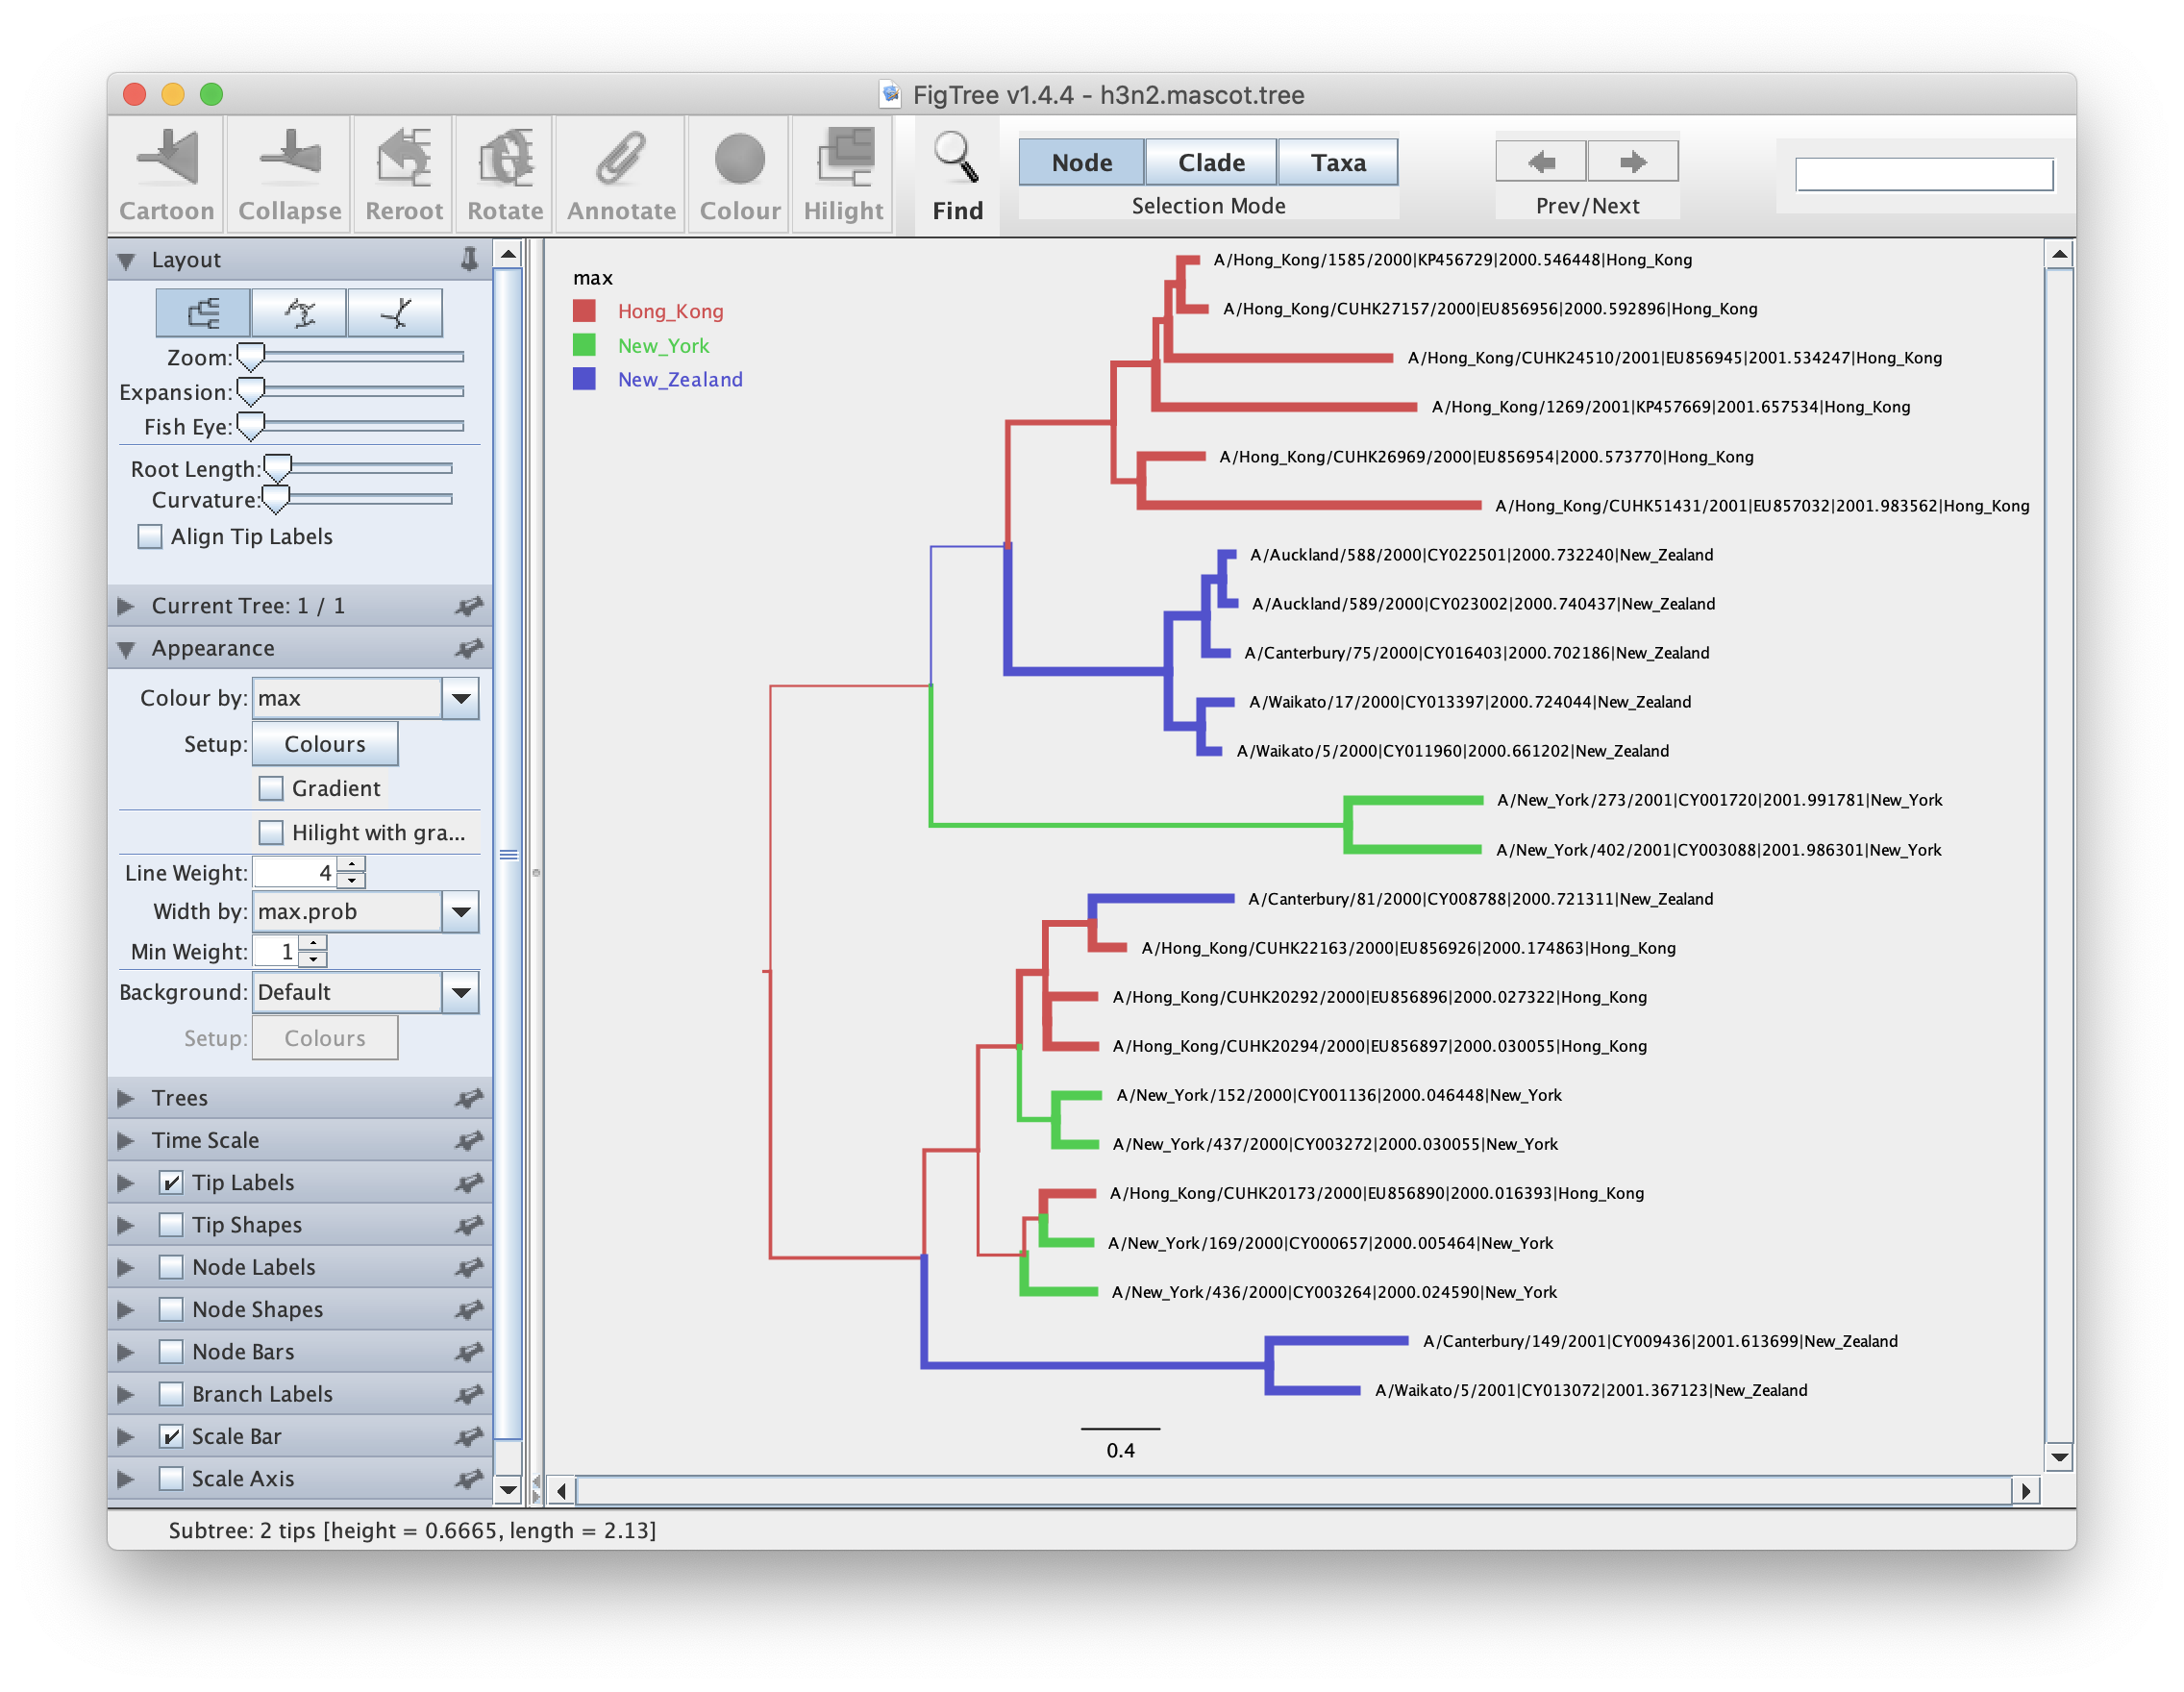 FigTree v1.4.4 - h3n2.mascot.tree
Cartoon
Collapse
Reroot
Rotate
Annotate
Colour
Hilight
Find
Node
Clade
Taxa
Selection Mode
Prev/Next
Layout
Zoom:
Expansion:
Fish Eye:
Root Length:
Curvature:
Align Tip Labels
Current Tree: 1 / 1
Appearance
Colour by: max
Setup: Colours
Gradient
Hilight with gra...
Line Weight: 4
Width by: max.prob
Min Weight: 1
Background: Default
Setup: Colours
Trees
Time Scale
Tip Labels
Tip Shapes
Node Labels
Node Shapes
Node Bars
Branch Labels
Scale Bar
Scale Axis
max
Hong_Kong
New_York
New_Zealand
A/Hong_Kong/1585/2000|KP456729|2000.546448|Hong_Kong
A/Hong_Kong/CUHK27157/2000|EU856956|2000.592896|Hong_Kong
A/Hong_Kong/CUHK24510/2001|EU856945|2001.534247|Hong_Kong
A/Hong_Kong/1269/2001|KP457669|2001.657534|Hong_Kong
A/Hong_Kong/CUHK26969/2000|EU856954|2000.573770|Hong_Kong
A/Hong_Kong/CUHK51431/2001|EU857032|2001.983562|Hong_Kong
A/Auckland/588/2000|CY022501|2000.732240|New_Zealand
A/Auckland/589/2000|CY023002|2000.740437|New_Zealand
A/Canterbury/75/2000|CY016403|2000.702186|New_Zealand
A/Waikato/17/2000|CY013397|2000.724044|New_Zealand
A/Waikato/5/2000|CY011960|2000.661202|New_Zealand
A/New_York/273/2001|CY001720|2001.991781|New_York
A/New_York/402/2001|CY003088|2001.986301|New_York
A/Canterbury/81/2000|CY008788|2000.721311|New_Zealand
A/Hong_Kong/CUHK22163/2000|EU856926|2000.174863|Hong_Kong
A/Hong_Kong/CUHK20292/2000|EU856896|2000.027322|Hong_Kong
A/Hong_Kong/CUHK20294/2000|EU856897|2000.030055|Hong_Kong
A/New_York/152/2000|CY001136|2000.046448|New_York
A/New_York/437/2000|CY003272|2000.030055|New_York
A/Hong_Kong/CUHK20173/2000|EU856890|2000.016393|Hong_Kong
A/New_York/169/2000|CY000657|2000.005464|New_York
A/New_York/436/2000|CY003264|2000.024590|New_York
A/Canterbury/149/2001|CY009436|2001.613699|New_Zealand
A/Waikato/5/2001|CY013072|2001.367123|New_Zealand
0.4
Subtree: 2 tips [height = 0.6665, length = 2.13]